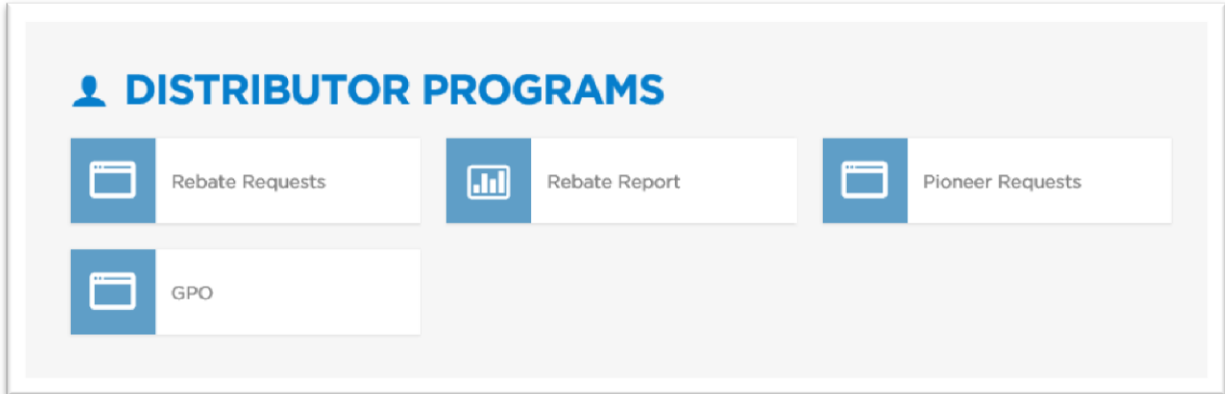 DISTRIBUTOR PROGRAMS
Rebate Requests
Rebate Report
Pioneer Requests
GPO